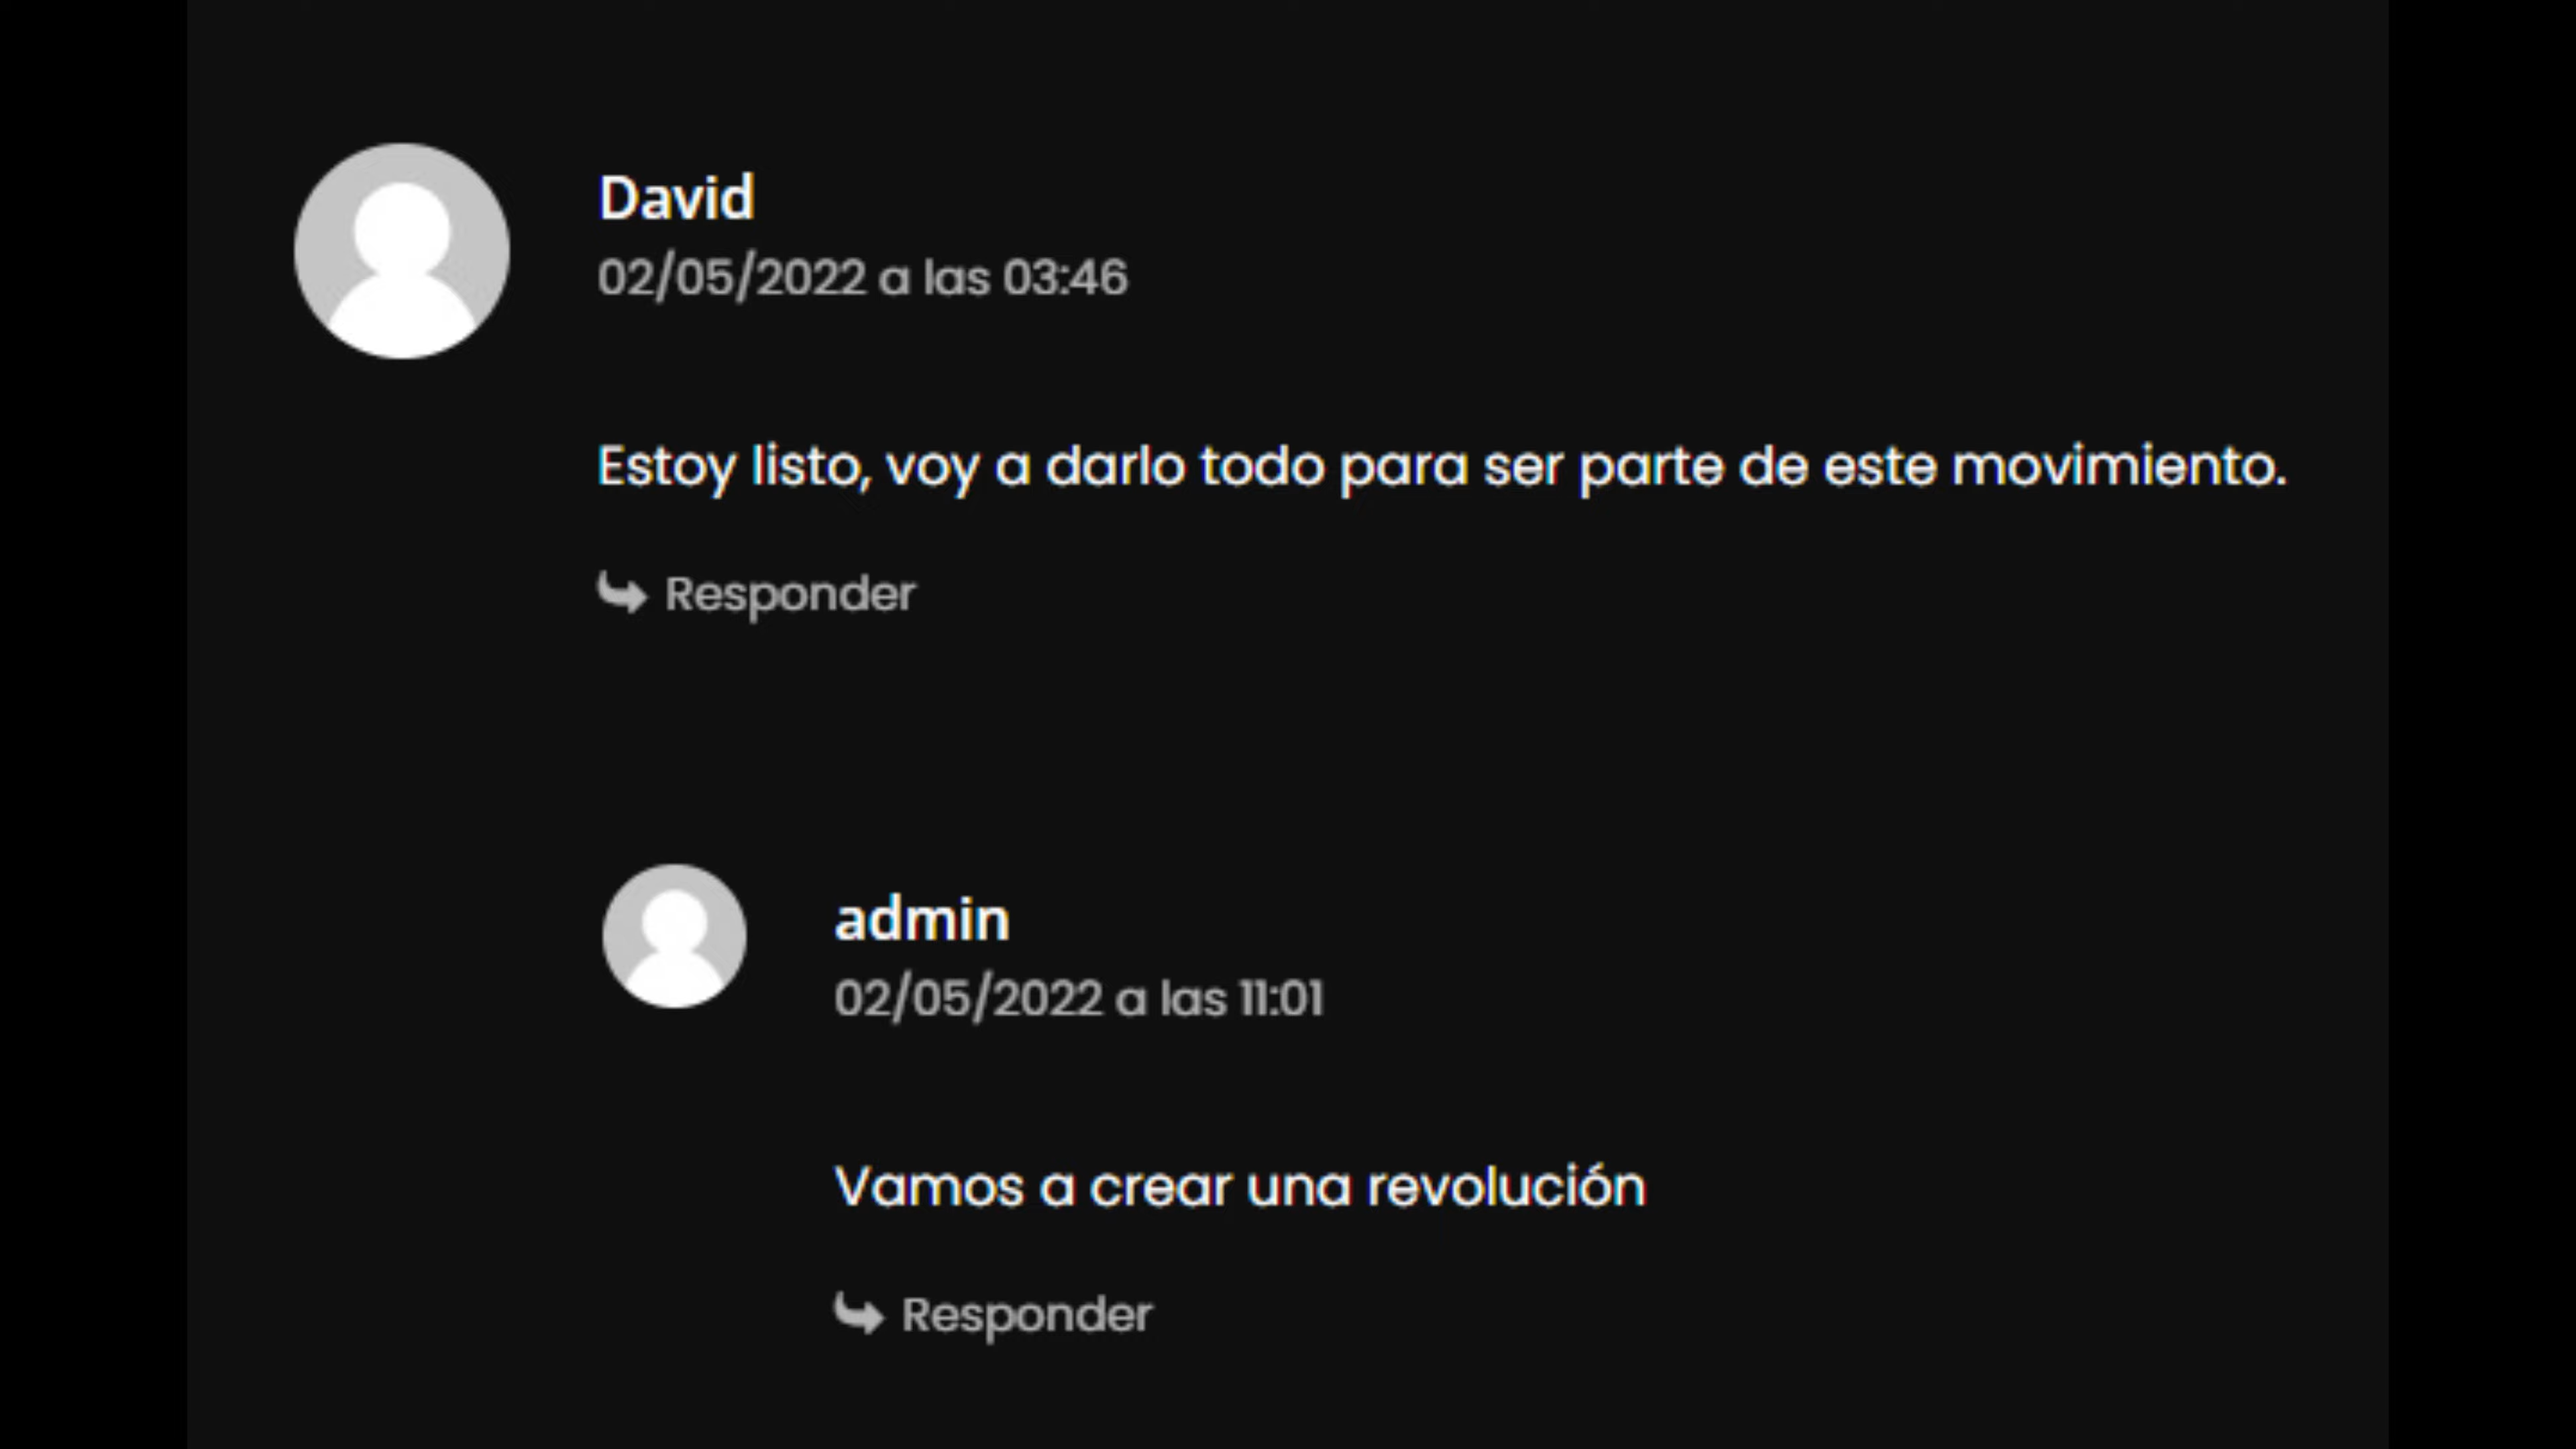 David
02/05/2022 a las 03:46
Estoy listo, voy a darlo todo para ser parte de este movimiento.
Responder
admin
02/05/2022 a las 11:01
Vamos a crear una revolución
Responder